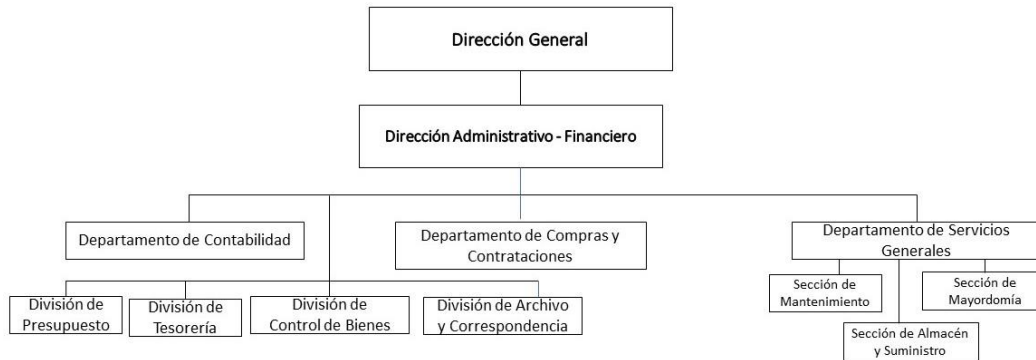 Dirección General
Dirección Administrativo - Financiero
Departamento de Contabilidad
Departamento de Compras y
Contrataciones
Departamento de Servicios
Generales
División de
Presupuesto
División de
Tesorería
División de
Control de Bienes
División de Archivo
y Correspondencia
Sección de
Mantenimiento
Sección de Almacén
y Suministro
Sección de
Mayordomía